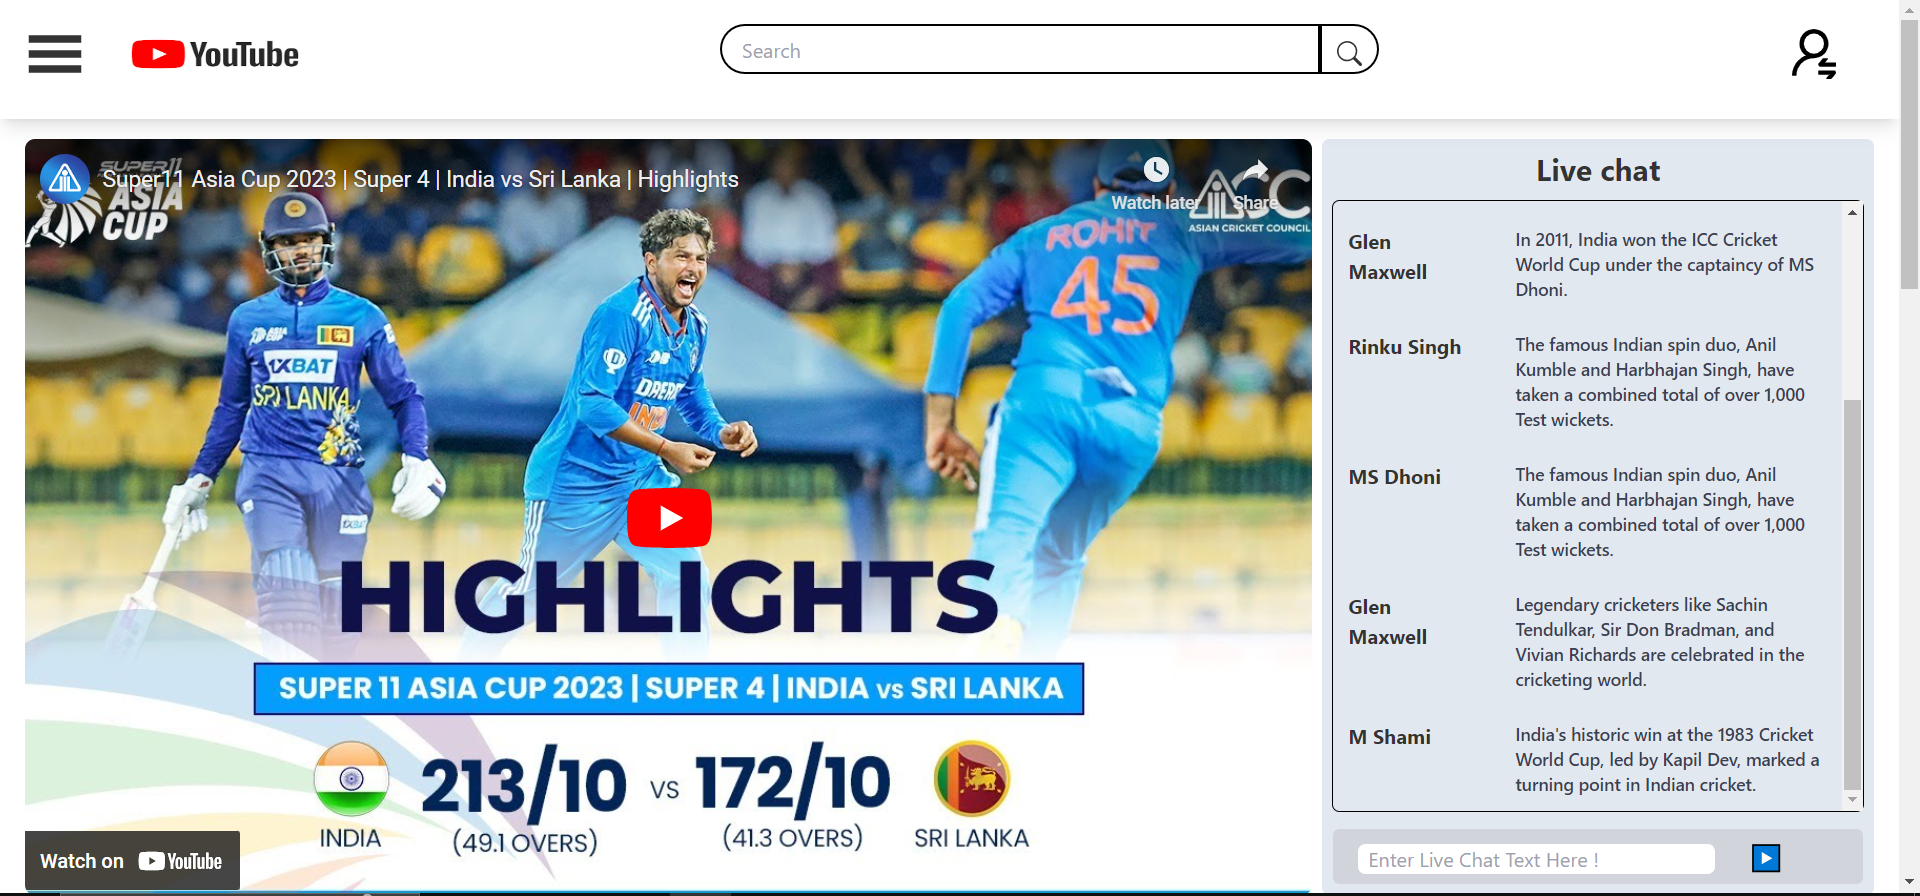 YouTube
Search
Super11 Asia Cup 2023 | Super 4 | India vs Sri Lanka | Highlights
SUPER11
ASIA
CUP
Watch later
Share
ASIAN CRICKET COUNCIL
ROHIT
45
ASIA
CUP
1XBAT
SRI LANKA
1XBAT
DREAM
HIGHLIGHTS
SUPER 11 ASIA CUP 2023 | SUPER 4 | INDIA vs SRI LANKA
213/10 vs 172/10
(49.1 OVERS) (41.3 OVERS)
INDIA SRI LANKA
Watch on YouTube
Live chat
Glen Maxwell
In 2011, India won the ICC Cricket
World Cup under the captaincy of MS
Dhoni.
Rinku Singh
The famous Indian spin duo, Anil
Kumble and Harbhajan Singh, have
taken a combined total of over 1,000
Test wickets.
MS Dhoni
The famous Indian spin duo, Anil
Kumble and Harbhajan Singh, have
taken a combined total of over 1,000
Test wickets.
Glen Maxwell
Legendary cricketers like Sachin
Tendulkar, Sir Don Bradman, and
Vivian Richards are celebrated in the
cricketing world.
M Shami
India's historic win at the 1983 Cricket
World Cup, led by Kapil Dev, marked a
turning point in Indian cricket.
Enter Live Chat Text Here !